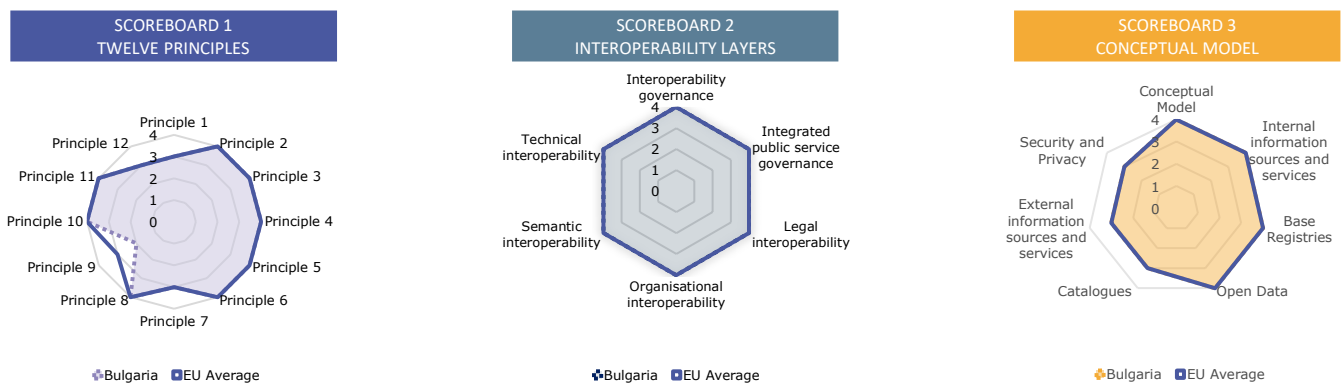 SCOREBOARD 1
TWELVE PRINCIPLES
Principle 1
Principle 2
Principle 3
Principle 4
Principle 5
Principle 6
Principle 7
Principle 8
Principle 9
Principle 10
Principle 11
Principle 12
4
3
2
1
0
Bulgaria EU Average
SCOREBOARD 2
INTEROPERABILITY LAYERS
Interoperability
governance
Integrated
public service
governance
Legal
interoperability
Organisational
interoperability
Semantic
interoperability
Technical
interoperability
4
3
2
1
0
Bulgaria EU Average
SCOREBOARD 3
CONCEPTUAL MODEL
Conceptual
Model
Internal
information
sources and
services
Base
Registries
Open Data
Catalogues
External
information
sources and
services
Security and
Privacy
4
3
2
1
0
Bulgaria EU Average